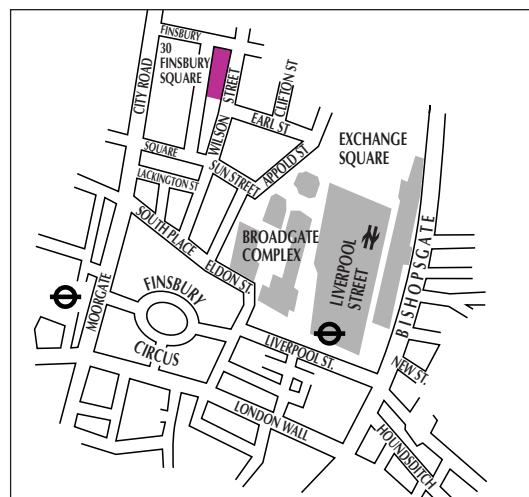 FINSBURY
30
FINSBURY
SQUARE
CITY ROAD
WILSON STREET
CLIFTON ST
EARL ST
EXCHANGE
SQUARE
SQUARE
APPOLD ST.
SUN STREET
LACKINGTON ST
SOUTH PLACE
BROADGATE
COMPLEX
ELDON ST.
LIVERPOOL
STREET
BISHOPSGATE
FINSBURY
CIRCUS
MOORGATE
LIVERPOOL ST.
NEW ST.
LONDON WALL
HOUNDSDITCH